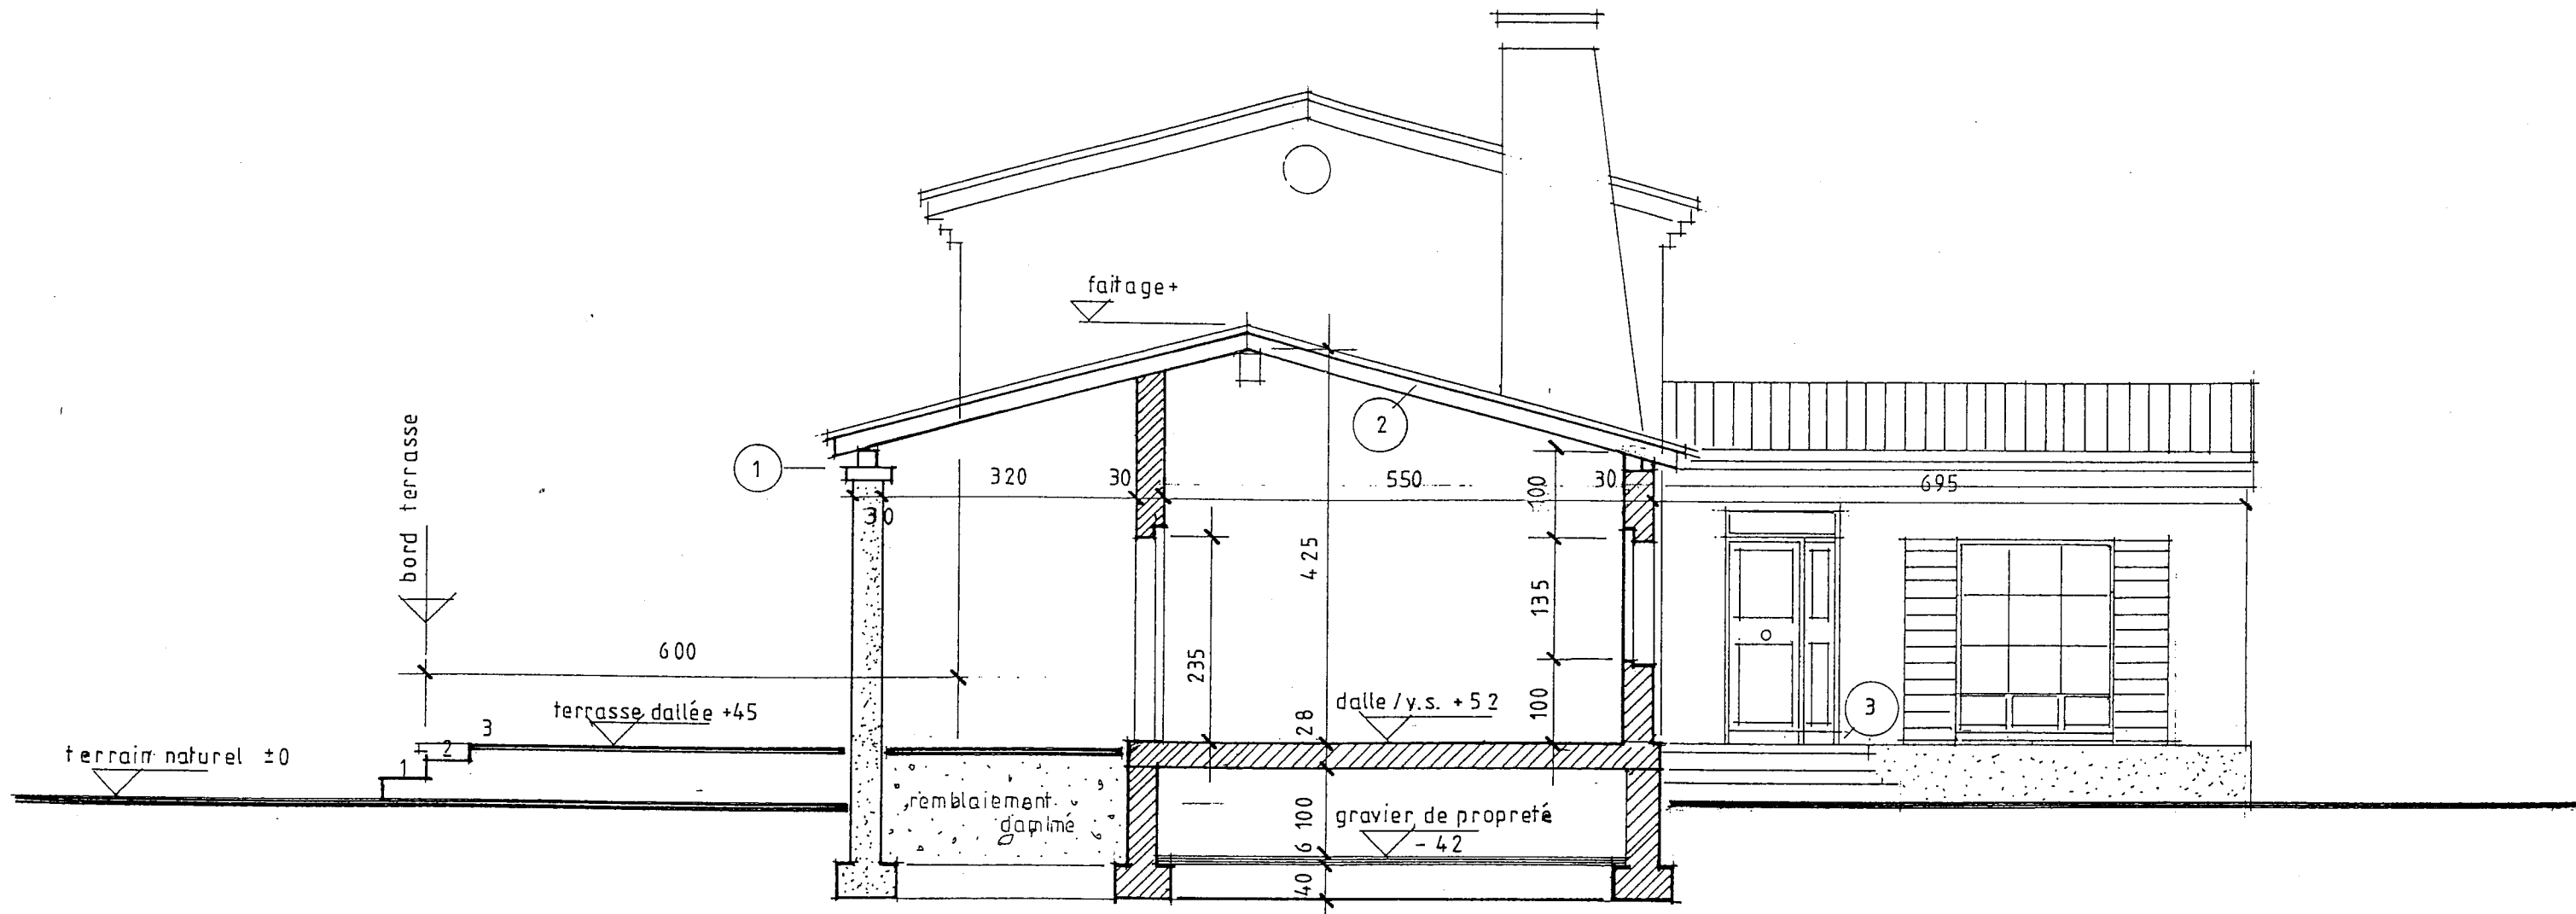 faitage+
bord terrasse
2
1
320
30
550
30
100
695
30
425
135
600
235
terrasse dallée +45
28
dalle /y.s. +52
100
3
3
2
1
terrain naturel ±0
remblaiement
damné
100
6
gravier de propreté
- 42
40